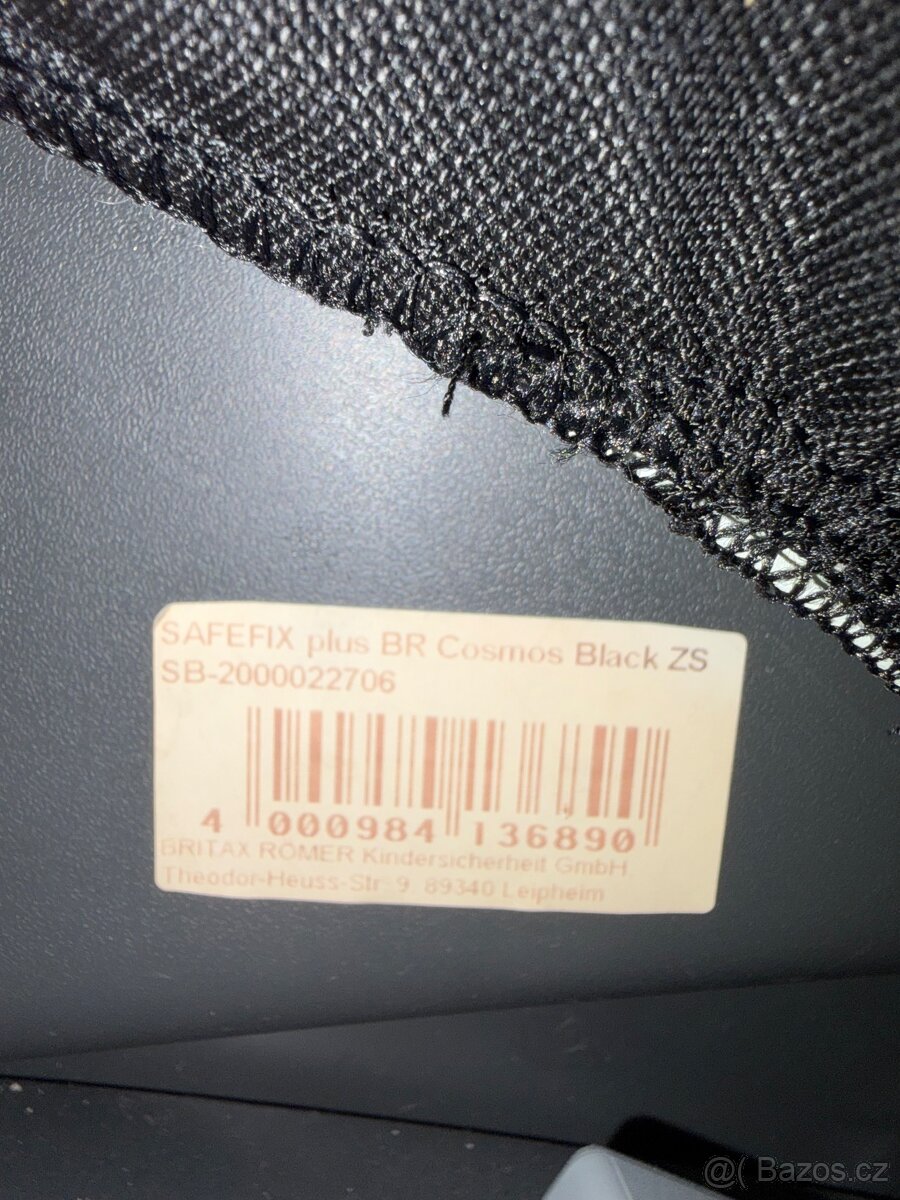 SAFEFIX plus BR Cosmos Black ZS
SB-2000022706
4 000984 136890
BRITAX RÖMER Kindersicherheit GmbH
Theodor-Heuss-Str. 9 89340 Leipheim
@( Bazos.cz